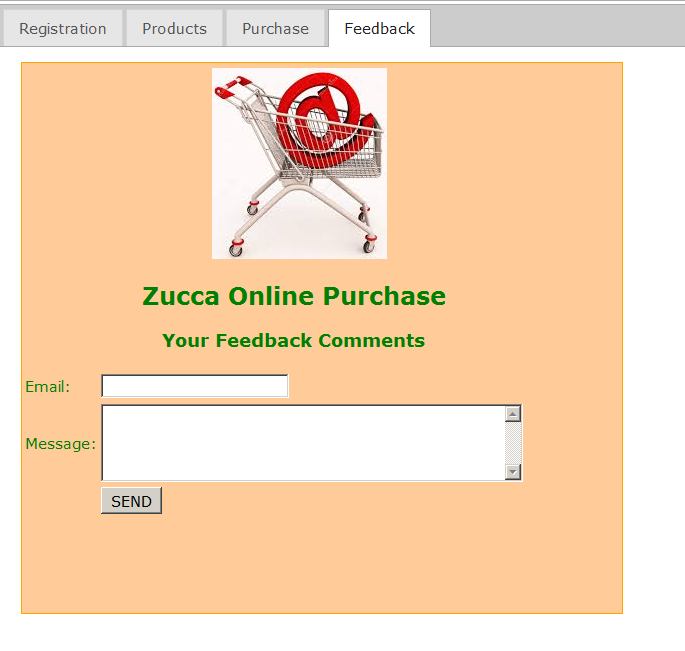 Registration Products Purchase Feedback
@
Zucca Online Purchase
Your Feedback Comments
Email:
Message:
SEND